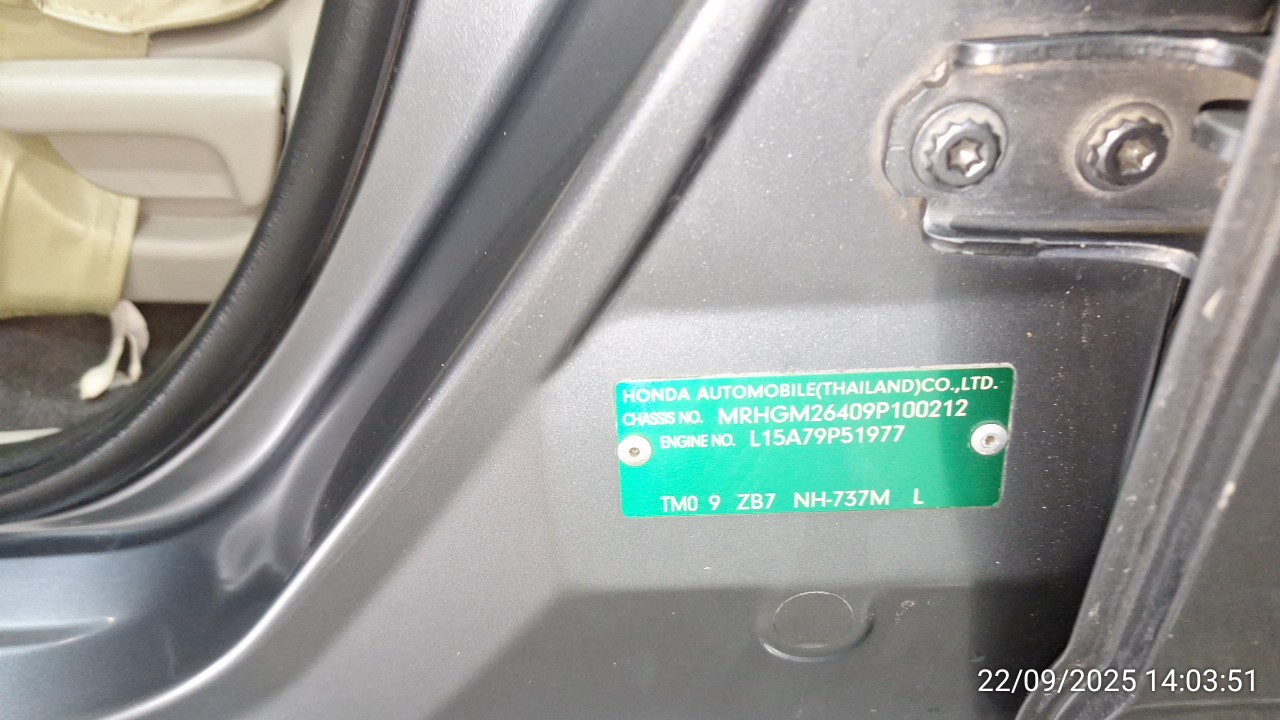 HONDA AUTOMOBILE(THAILAND)CO.,LTD.
CHASSIS NO. MRHGM26409P100212
ENGINE NO. L15A79P51977
TM0 9 ZB7 NH-737M L
22/09/2025 14:03:51